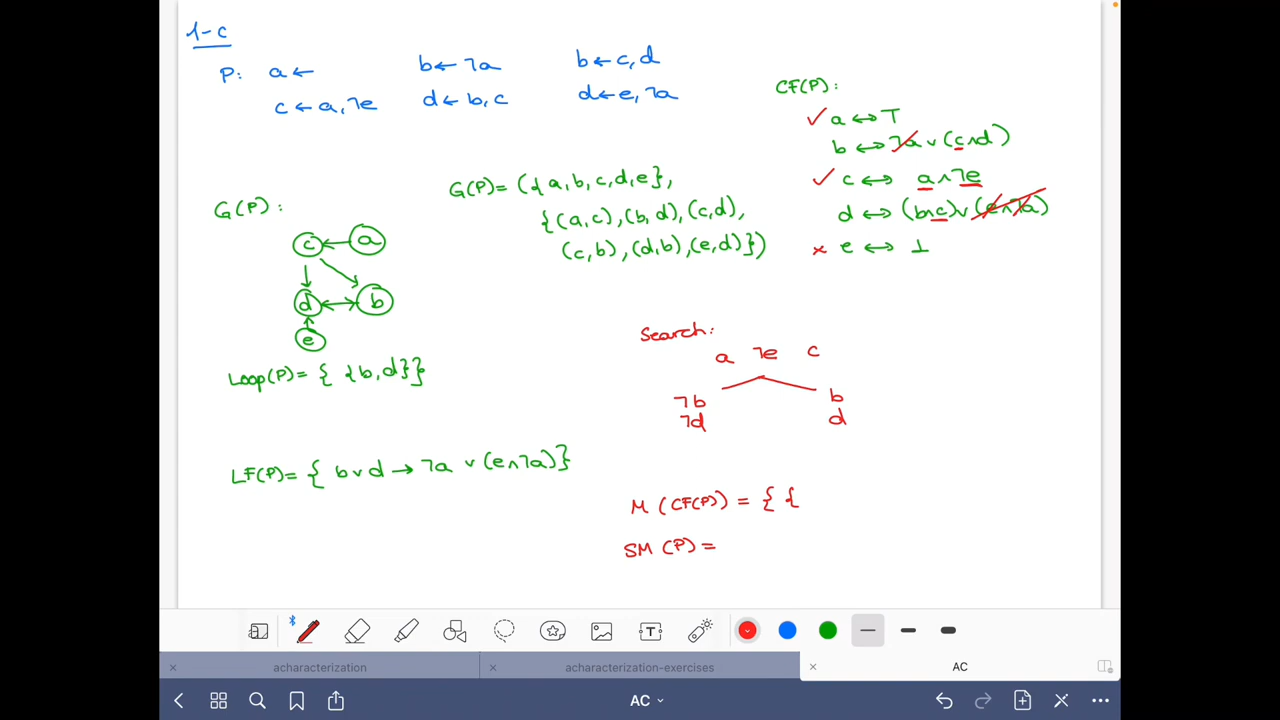 1-c
P: a ← b ← ¬a b ← c, d
c ← a, ¬e d ← b, c d ← e, ¬a
CF(P):
✓ a ↔ ⊤
b ↔ ¬a ∨ (c ∧ d)
✓ c ↔ a ∧ ¬e
d ↔ (b ∧ c) ∨ (e ∧ ¬a)
× e ↔ ⊥
G(P):
c a
d b
e
G(P) = ({a, b, c, d, e},
{(a, c), (b, d), (c, d),
(c, b), (d, b), (e, d)})
Loop(P) = { {b, d}}
LF(P) = { b ∨ d → ¬a ∨ (e ∧ ¬a)}
Search:
a ¬e c
¬b b
¬d d
M (CF(P)) = { {
SM (P) =
T
acharacterization
acharacterization-exercises
AC
AC